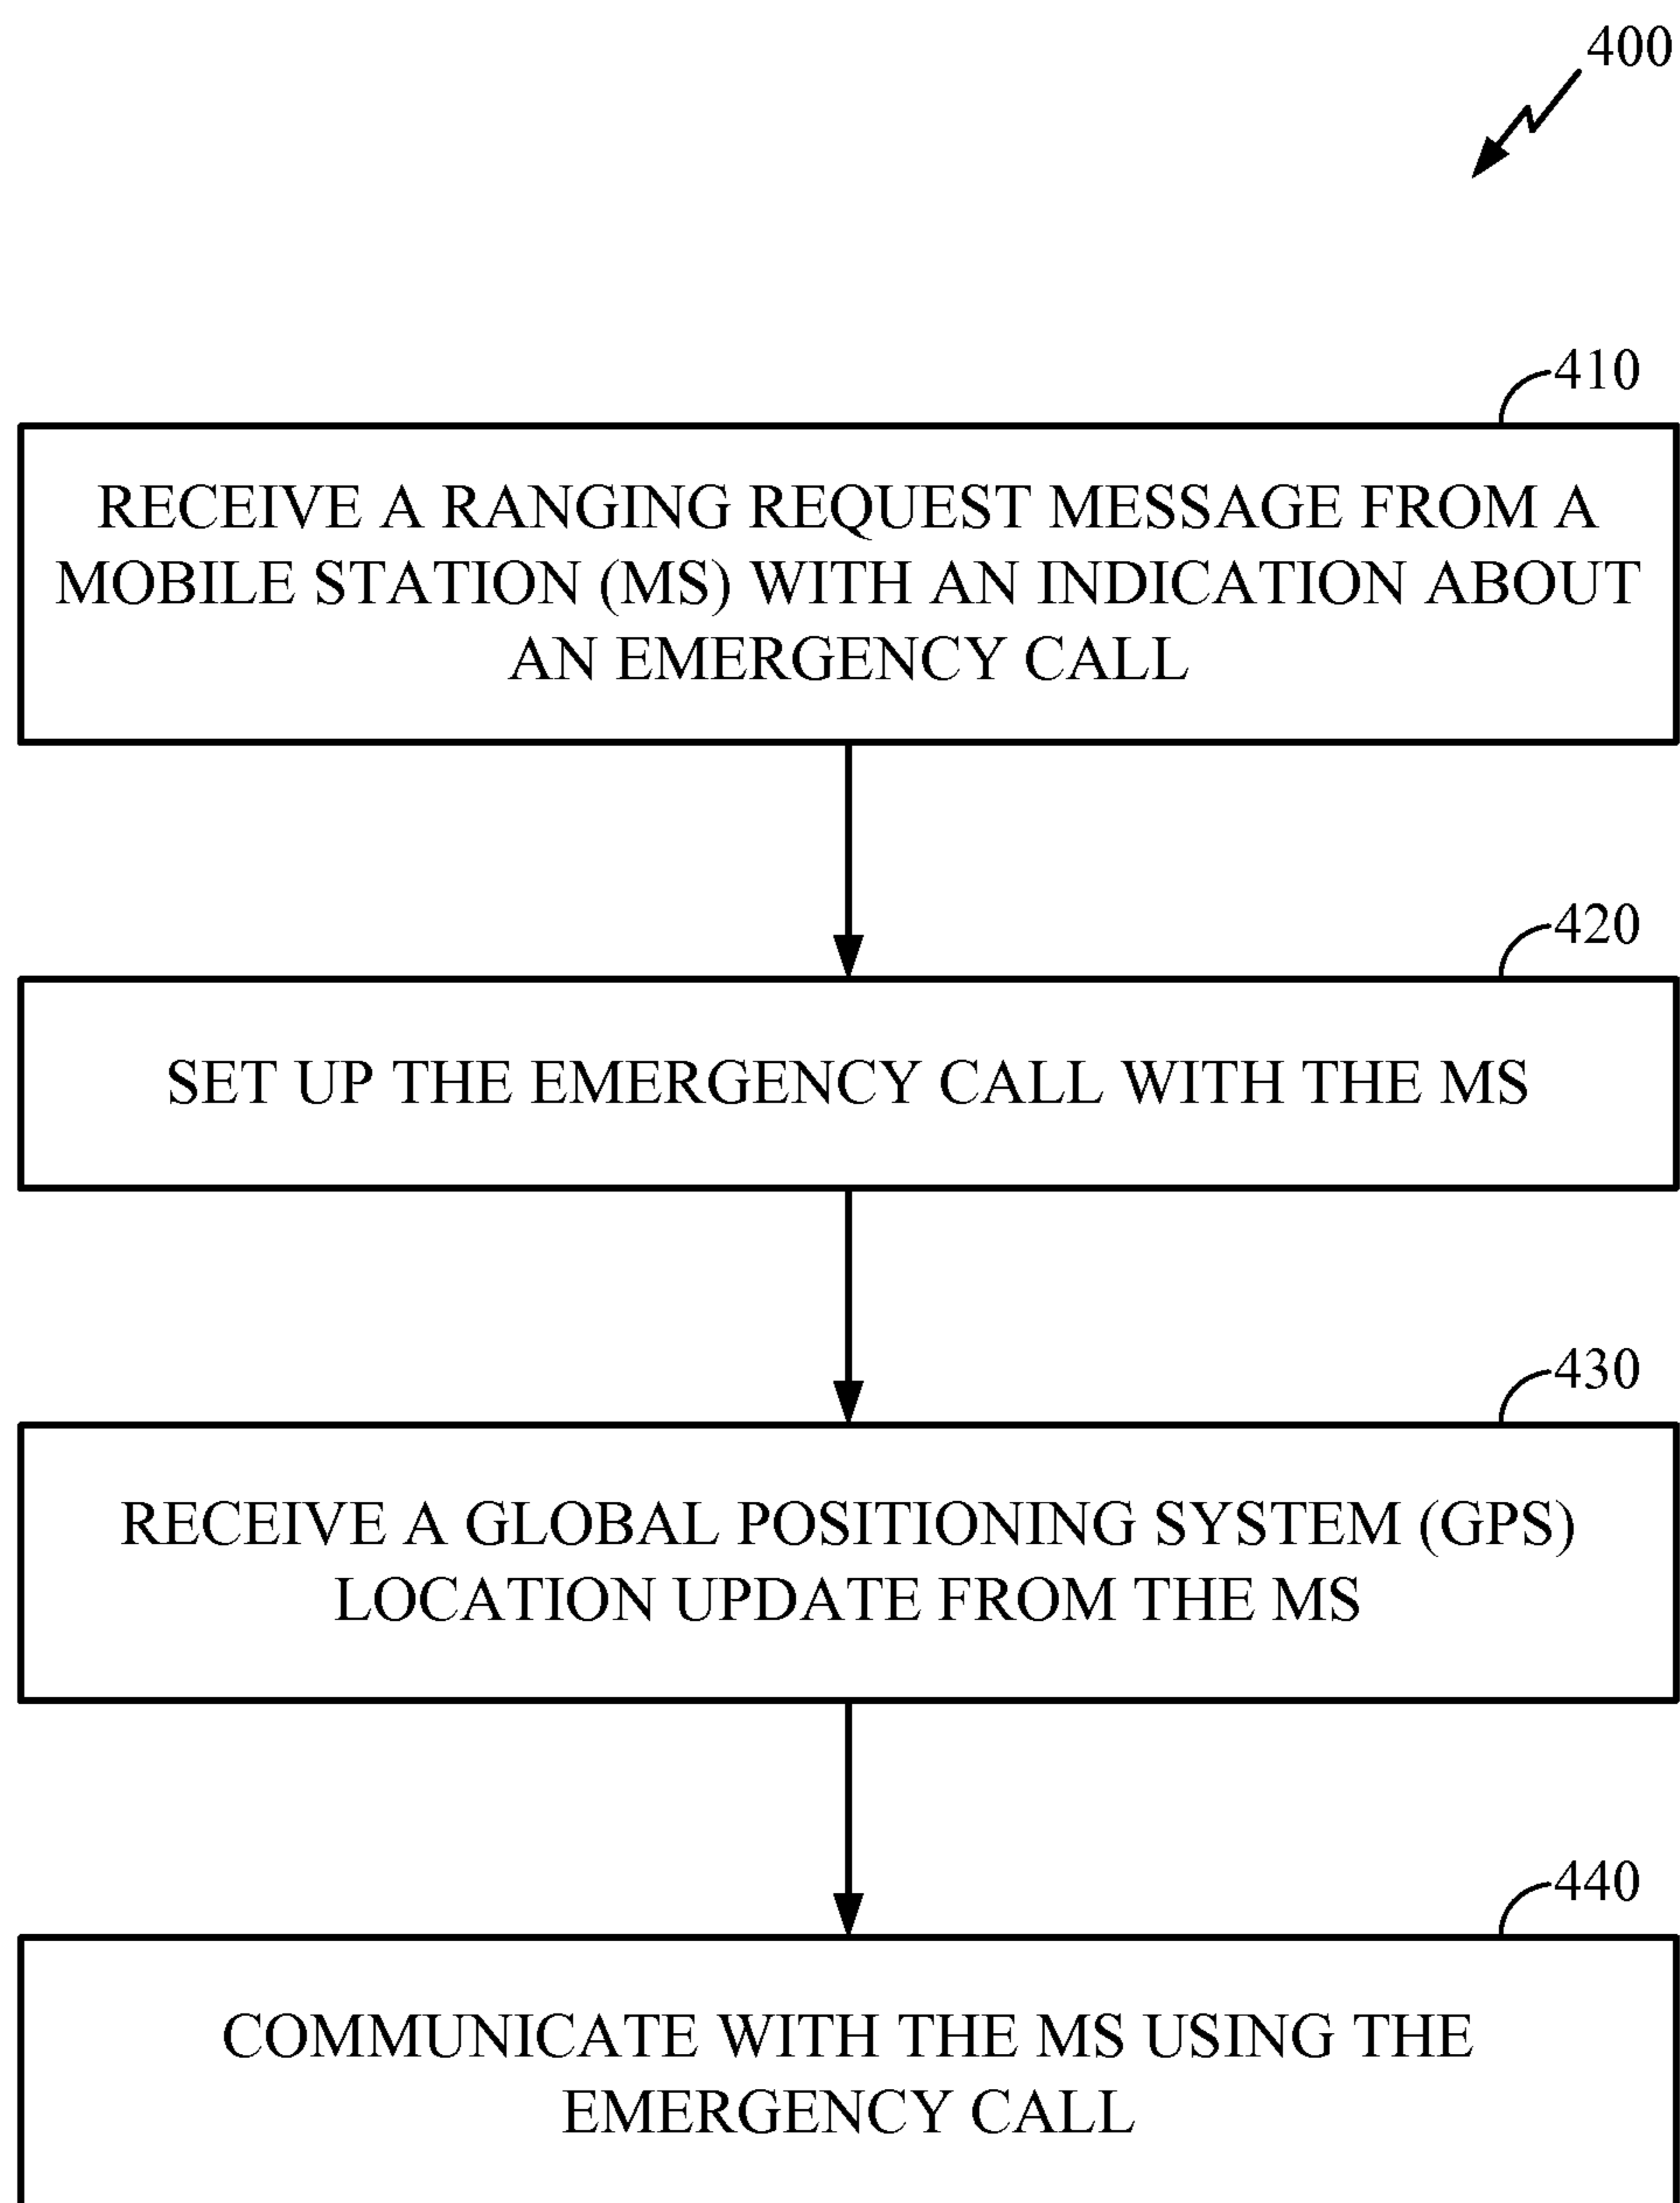 400
410
RECEIVE A RANGING REQUEST MESSAGE FROM A
MOBILE STATION (MS) WITH AN INDICATION ABOUT
AN EMERGENCY CALL
420
SET UP THE EMERGENCY CALL WITH THE MS
430
RECEIVE A GLOBAL POSITIONING SYSTEM (GPS)
LOCATION UPDATE FROM THE MS
440
COMMUNICATE WITH THE MS USING THE
EMERGENCY CALL